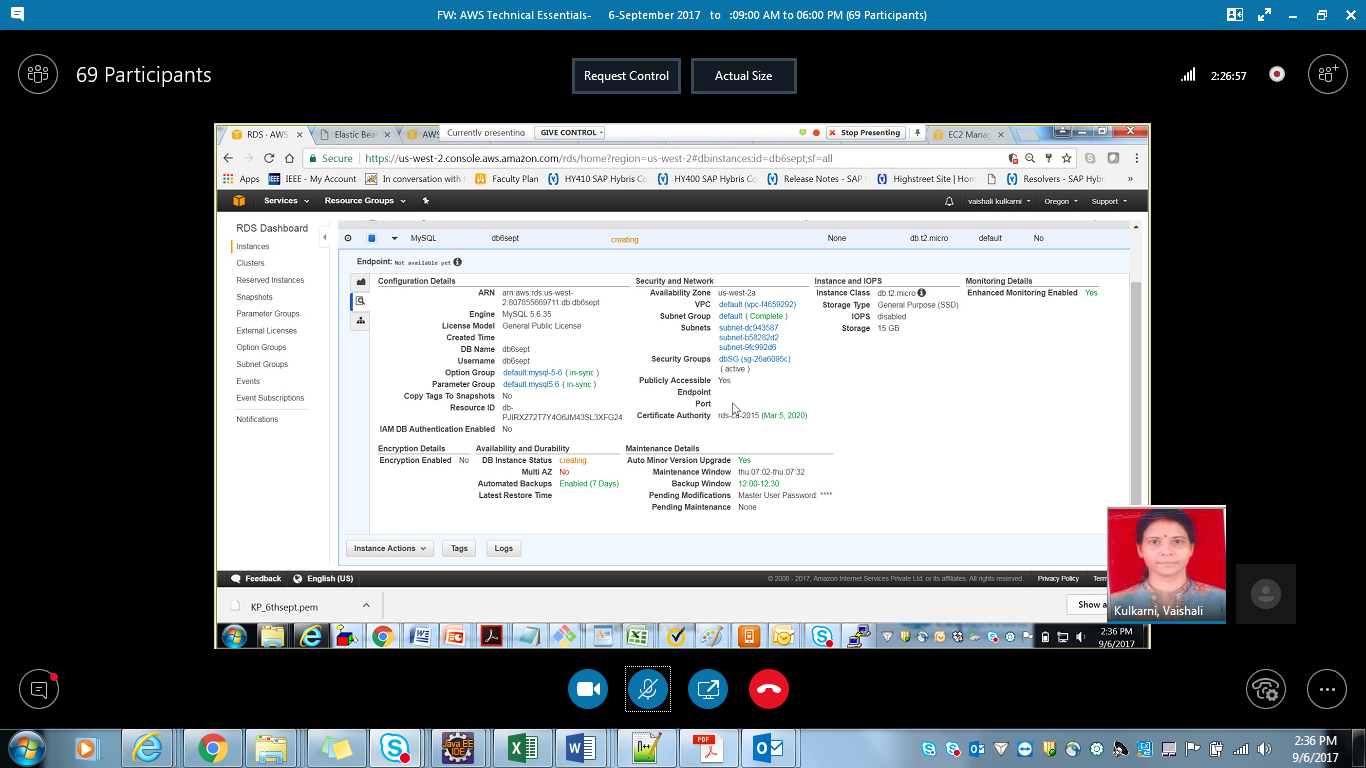 FW: AWS Technical Essentials- 6-September 2017 to :09:00 AM to 06:00 PM (69 Participants)
69 Participants
Request Control
Actual Size
2:26:57
RDS · AWS
Elastic Bea
AWS
Currently presenting
GIVE CONTROL
Stop Presenting
EC2 Manag
Secure
https://us-west-2.console.aws.amazon.com/rds/home?region=us-west-2#dbinstances:id=db6sept;sf=all
Apps
IEEE - My Account
In conversation with
Faculty Plan
HY410 SAP Hybris Co
HY400 SAP Hybris Co
Release Notes - SAP
Highstreet Site | Hom
Resolvers - SAP Hybr
»
Services
Resource Groups
vaishali kulkarni
Oregon
Support
RDS Dashboard
Instances
Clusters
Reserved Instances
Snapshots
Parameter Groups
External Licenses
Option Groups
Subnet Groups
Events
Event Subscriptions
Notifications
MySQL db6sept creating None db.t2.micro default No
Endpoint: Not available yet
Configuration Details
ARN arn:aws:rds:us-west-
2:807855669711:db:db6sept
Engine MySQL 5.6.35
License Model General Public License
Created Time
DB Name db6sept
Username db6sept
Option Group default:mysql-5-6 ( in-sync )
Parameter Group default.mysql5.6 ( in-sync )
Copy Tags To Snapshots No
Resource ID db-
PJIRXZ72T7Y4O6JM43SL3XFG24
IAM DB Authentication Enabled No
Security and Network
Availability Zone us-west-2a
VPC default (vpc-f4659292)
Subnet Group default ( Complete )
Subnets subnet-dc943587
subnet-b58282d2
subnet-9fc992d6
Security Groups dbSG (sg-26a6095c)
( active )
Publicly Accessible Yes
Endpoint
Port
Certificate Authority rds-ca-2015 (Mar 5, 2020)
Instance and IOPS
Instance Class db.t2.micro
Storage Type General Purpose (SSD)
IOPS disabled
Storage 15 GB
Monitoring Details
Enhanced Monitoring Enabled Yes
Encryption Details
Encryption Enabled No
Availability and Durability
DB Instance Status creating
Multi AZ No
Automated Backups Enabled (7 Days)
Latest Restore Time
Maintenance Details
Auto Minor Version Upgrade Yes
Maintenance Window thu:07:02-thu:07:32
Backup Window 12:00-12:30
Pending Modifications Master User Password: ****
Pending Maintenance None
Instance Actions
Tags
Logs
Feedback
English (US)
© 2008 - 2017, Amazon Internet Services Private Ltd. or its affiliates. All rights reserved.
Privacy Policy
Term
KP_6thsept.pem
Show a
Kulkarni, Vaishali
2:36 PM
9/6/2017
Java EE
IDE
PDF
2:36 PM
9/6/2017